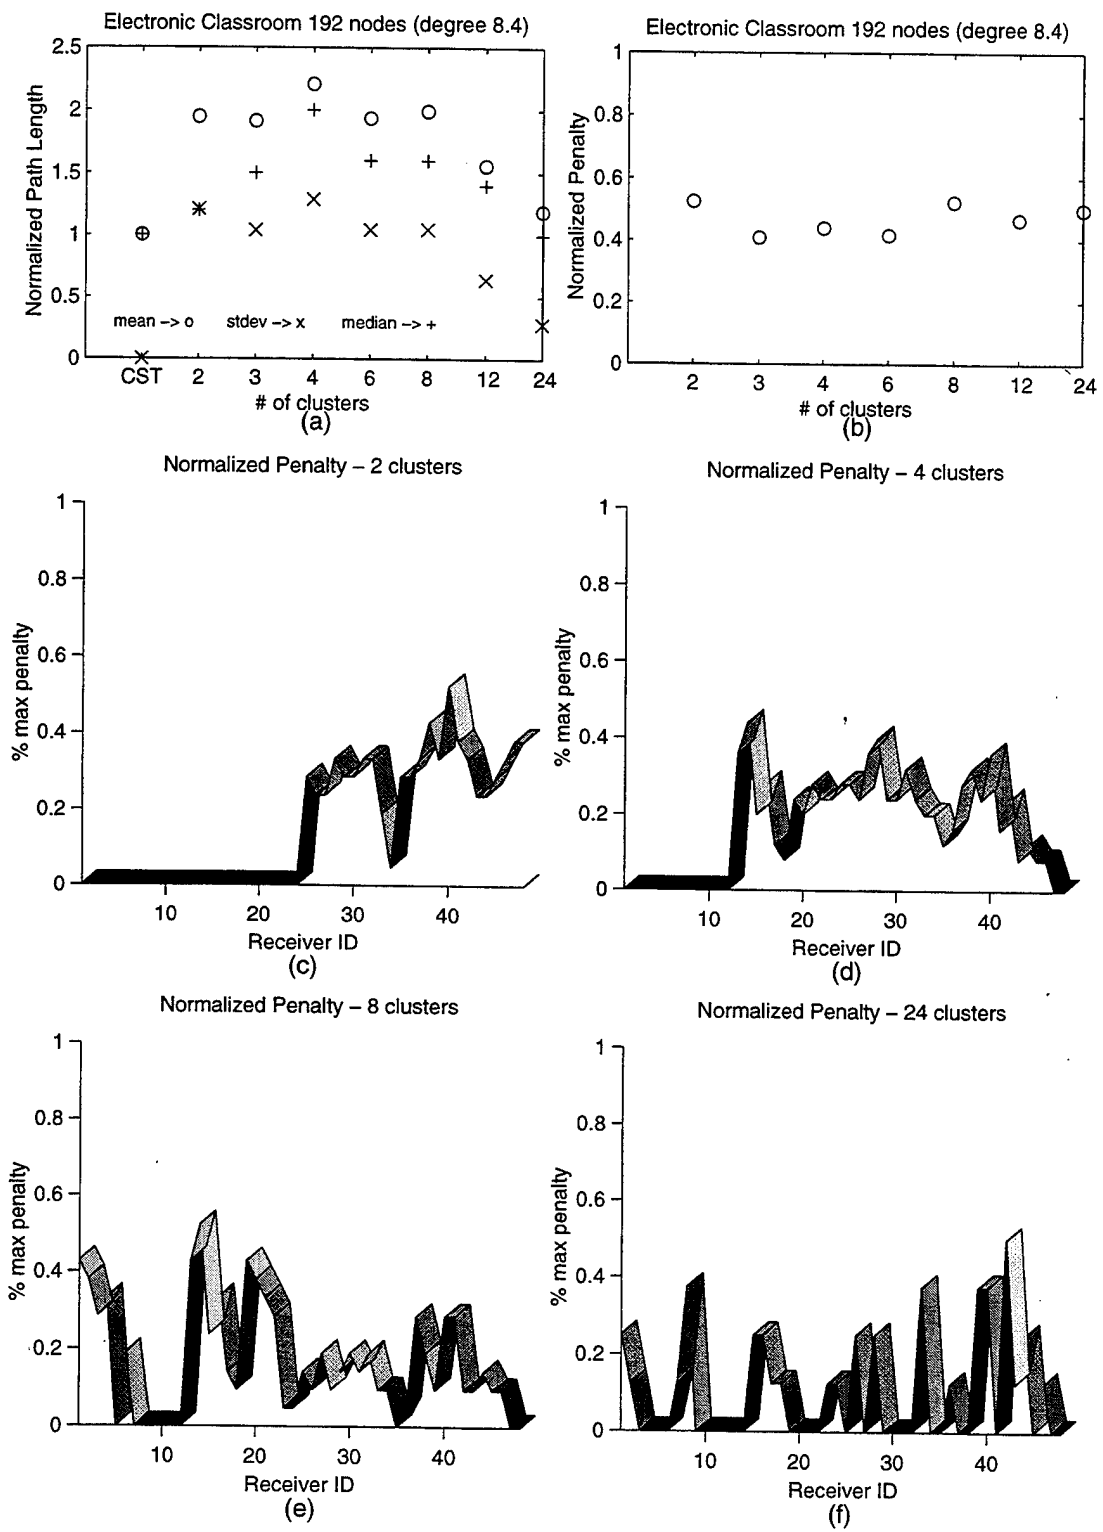 Electronic Classroom 192 nodes (degree 8.4)
2.5
2
1.5
1
0.5
0
Normalized Path Length
mean –> o stdev –> x median –> +
CST 2 3 4 6 8 12 24
# of clusters
(a)
Electronic Classroom 192 nodes (degree 8.4)
1
0.8
0.6
0.4
0.2
0
Normalized Penalty
2 3 4 6 8 12 24
# of clusters
(b)
Normalized Penalty – 2 clusters
1
0.8
0.6
0.4
0.2
0
% max penalty
10 20 30 40
Receiver ID
(c)
Normalized Penalty – 4 clusters
1
0.8
0.6
0.4
0.2
0
% max penalty
10 20 30 40
Receiver ID
(d)
Normalized Penalty – 8 clusters
1
0.8
0.6
0.4
0.2
0
% max penalty
10 20 30 40
Receiver ID
(e)
Normalized Penalty – 24 clusters
1
0.8
0.6
0.4
0.2
0
% max penalty
10 20 30 40
Receiver ID
(f)